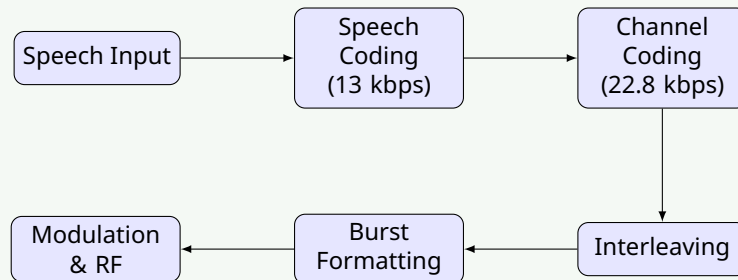 Speech Input
Speech
Coding
(13 kbps)
Channel
Coding
(22.8 kbps)
Interleaving
Burst
Formatting
Modulation
& RF